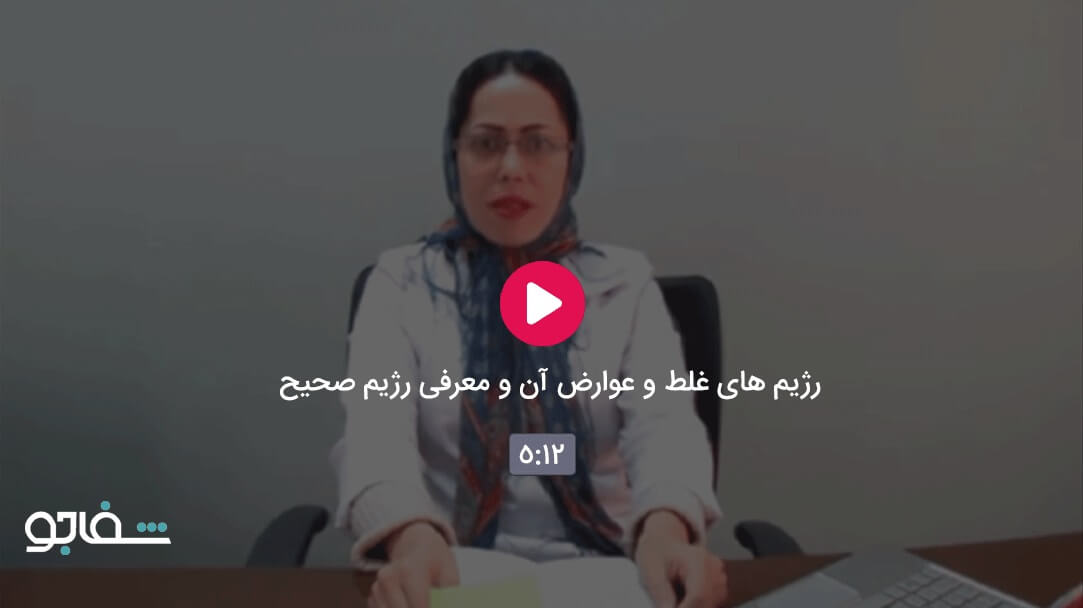 رژیم های غلط و عوارض آن و معرفی رژیم صحیح
۵:۱۲
شفاجو